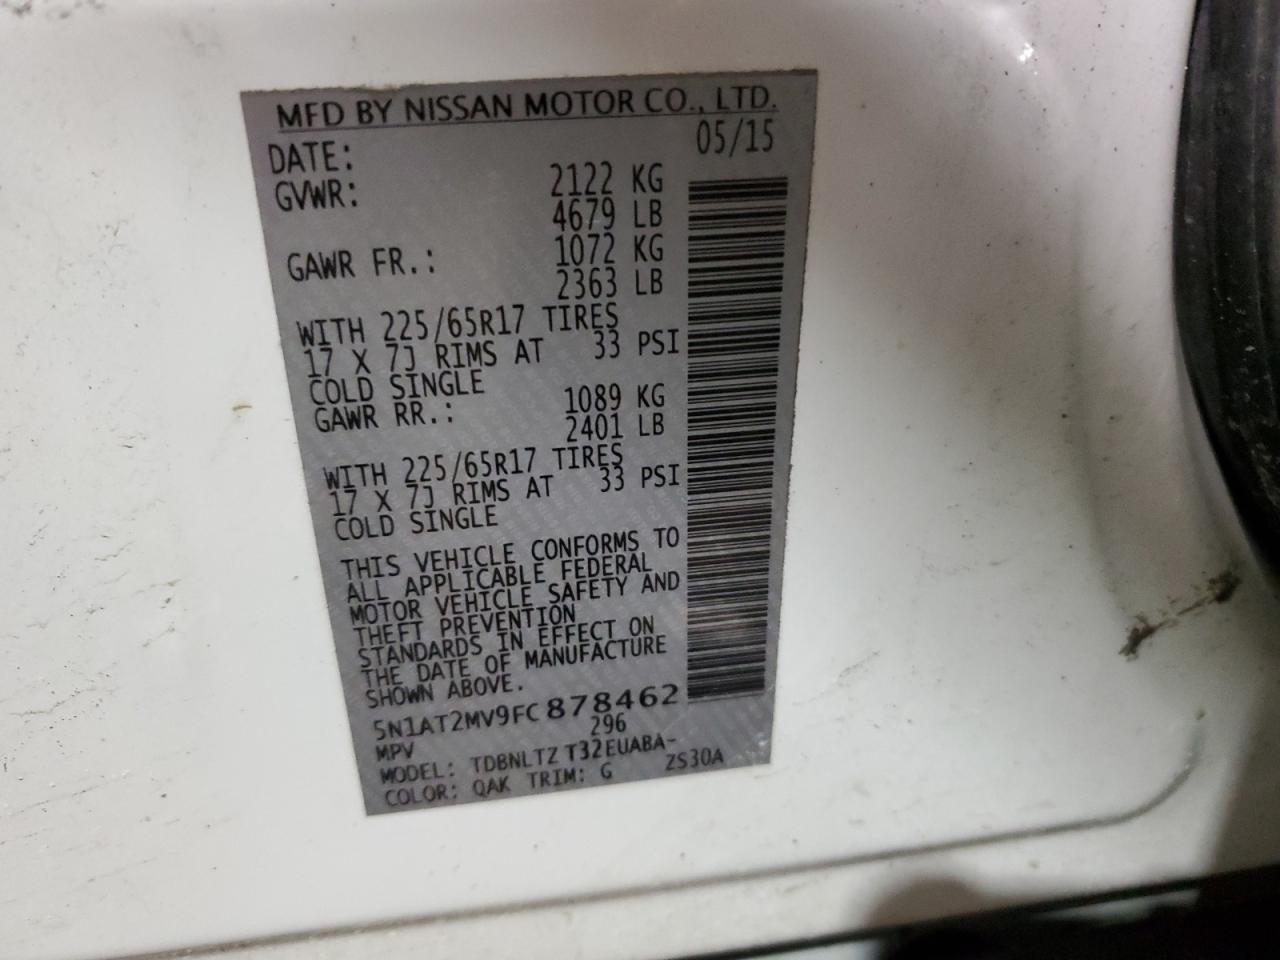 MFD BY NISSAN MOTOR CO., LTD.
DATE: 05/15
GVWR: 2122 KG
4679 LB
GAWR FR.: 1072 KG
2363 LB
WITH 225/65R17 TIRES
17 X 7J RIMS AT 33 PSI
COLD SINGLE
GAWR RR.: 1089 KG
2401 LB
WITH 225/65R17 TIRES
17 X 7J RIMS AT 33 PSI
COLD SINGLE
THIS VEHICLE CONFORMS TO
ALL APPLICABLE FEDERAL
MOTOR VEHICLE SAFETY AND
THEFT PREVENTION
STANDARDS IN EFFECT ON
THE DATE OF MANUFACTURE
SHOWN ABOVE.
5N1AT2MV9FC878462
MPV 296
MODEL: TDBNLTZ T32EUABA-
COLOR: QAK TRIM: G ZS30A